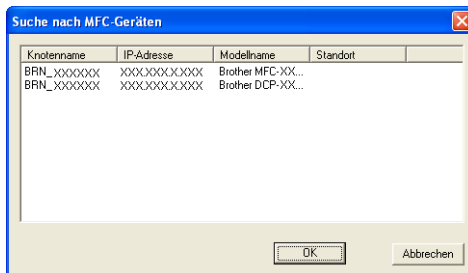 Suche nach MFC-Geräten
Knotenname IP-Adresse Modellname Standort
BRN_XXXXXX XXX.XXX.X.XXX Brother MFC-XX...
BRN_XXXXXX XXX.XXX.X.XXX Brother DCP-XX...
OK Abbrechen